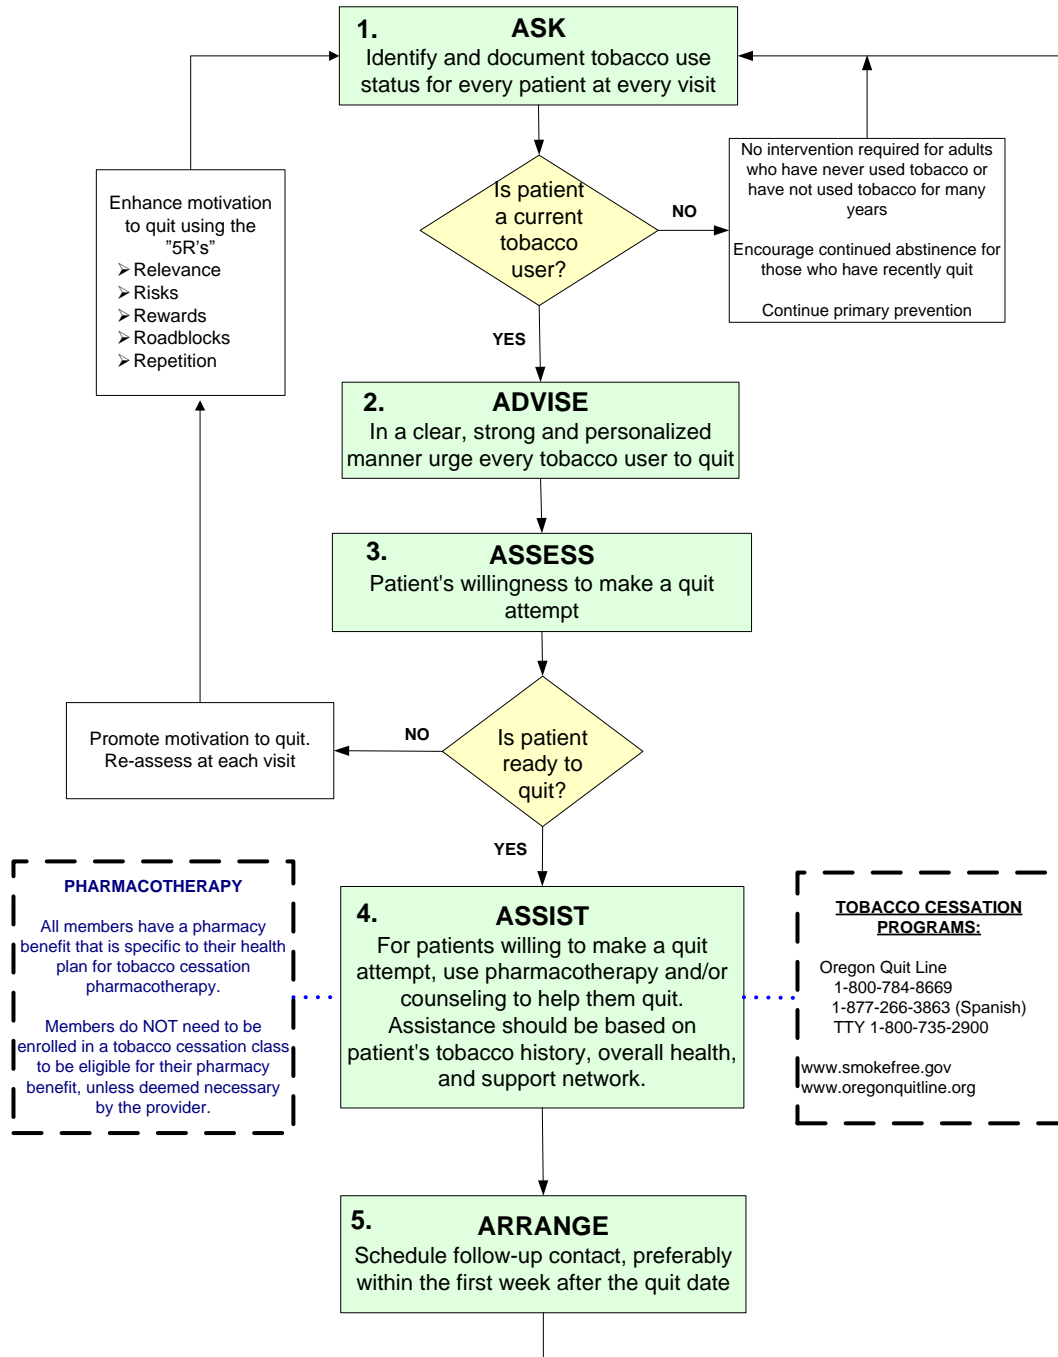 1. ASK
Identify and document tobacco use
status for every patient at every visit
Is patient
a current
tobacco
user?
NO
No intervention required for adults
who have never used tobacco or
have not used tobacco for many
years
Encourage continued abstinence for
those who have recently quit
Continue primary prevention
Enhance motivation
to quit using the
"5R's"
➢ Relevance
➢ Risks
➢ Rewards
➢ Roadblocks
➢ Repetition
YES
2. ADVISE
In a clear, strong and personalized
manner urge every tobacco user to quit
3. ASSESS
Patient's willingness to make a quit
attempt
Is patient
ready to
quit?
NO
Promote motivation to quit.
Re-assess at each visit
YES
PHARMACOTHERAPY
All members have a pharmacy
benefit that is specific to their health
plan for tobacco cessation
pharmacotherapy.
Members do NOT need to be
enrolled in a tobacco cessation class
to be eligible for their pharmacy
benefit, unless deemed necessary
by the provider.
4. ASSIST
For patients willing to make a quit
attempt, use pharmacotherapy and/or
counseling to help them quit.
Assistance should be based on
patient's tobacco history, overall health,
and support network.
TOBACCO CESSATION
PROGRAMS:
Oregon Quit Line
1-800-784-8669
1-877-266-3863 (Spanish)
TTY 1-800-735-2900
www.smokefree.gov
www.oregonquitline.org
5. ARRANGE
Schedule follow-up contact, preferably
within the first week after the quit date